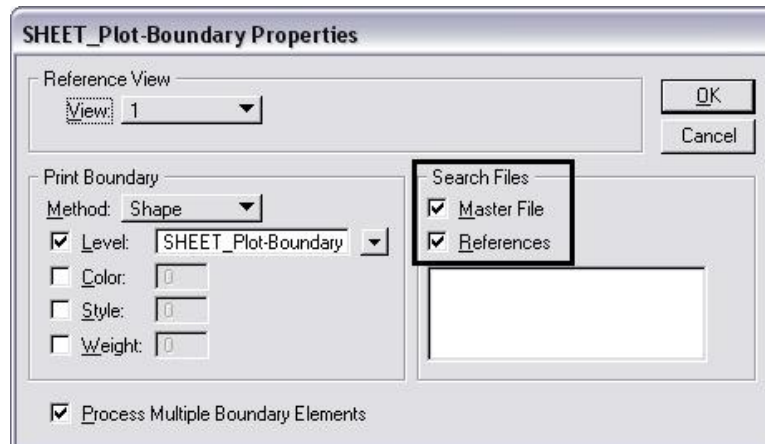 SHEET_Plot-Boundary Properties
Reference View
View: 1
OK
Cancel
Print Boundary
Method: Shape
Level: SHEET_Plot-Boundary
Color: 0
Style: 0
Weight: 0
Search Files
Master File
References
Process Multiple Boundary Elements